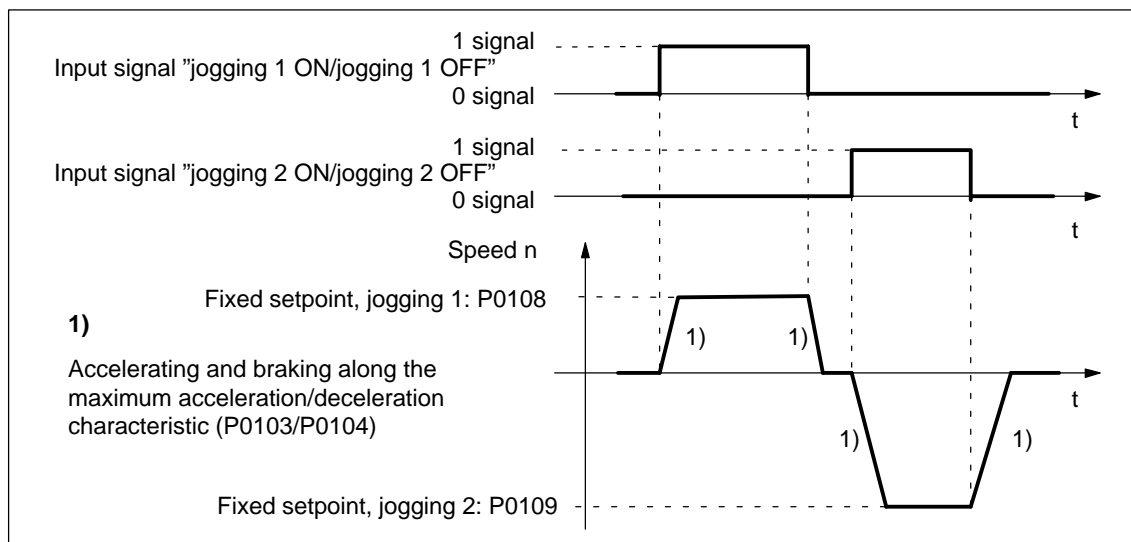 1 signal
Input signal ”jogging 1 ON/jogging 1 OFF”
0 signal
t
1 signal
Input signal ”jogging 2 ON/jogging 2 OFF”
0 signal
t
Speed n
Fixed setpoint, jogging 1: P0108
1)
1)
1)
Accelerating and braking along the
maximum acceleration/deceleration
characteristic (P0103/P0104)
t
1)
1)
Fixed setpoint, jogging 2: P0109